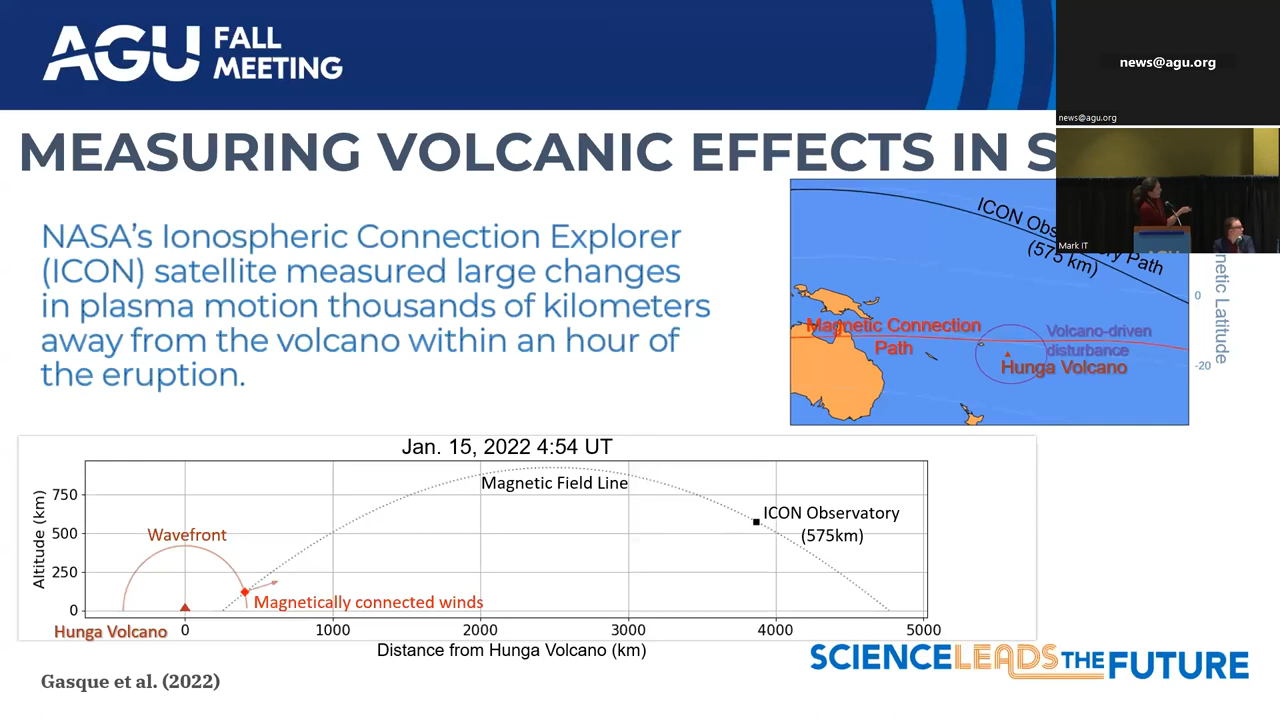 AGU FALL MEETING
MEASURING VOLCANIC EFFECTS IN S
NASA's Ionospheric Connection Explorer
(ICON) satellite measured large changes
in plasma motion thousands of kilometers
away from the volcano within an hour of
the eruption.
news@agu.org
news@agu.org
Mark IT
AGU
ICON Obs
ry Path
(575 km)
Magnetic Connection
Path
Volcano-driven
disturbance
Hunga Volcano
0
-20
netic Latitude
Jan. 15, 2022 4:54 UT
Altitude (km)
750
500
250
0
Magnetic Field Line
ICON Observatory
(575km)
Wavefront
Magnetically connected winds
Hunga Volcano
0
1000
2000
3000
4000
5000
Distance from Hunga Volcano (km)
SCIENCE LEADS THE FUTURE
Gasque et al. (2022)